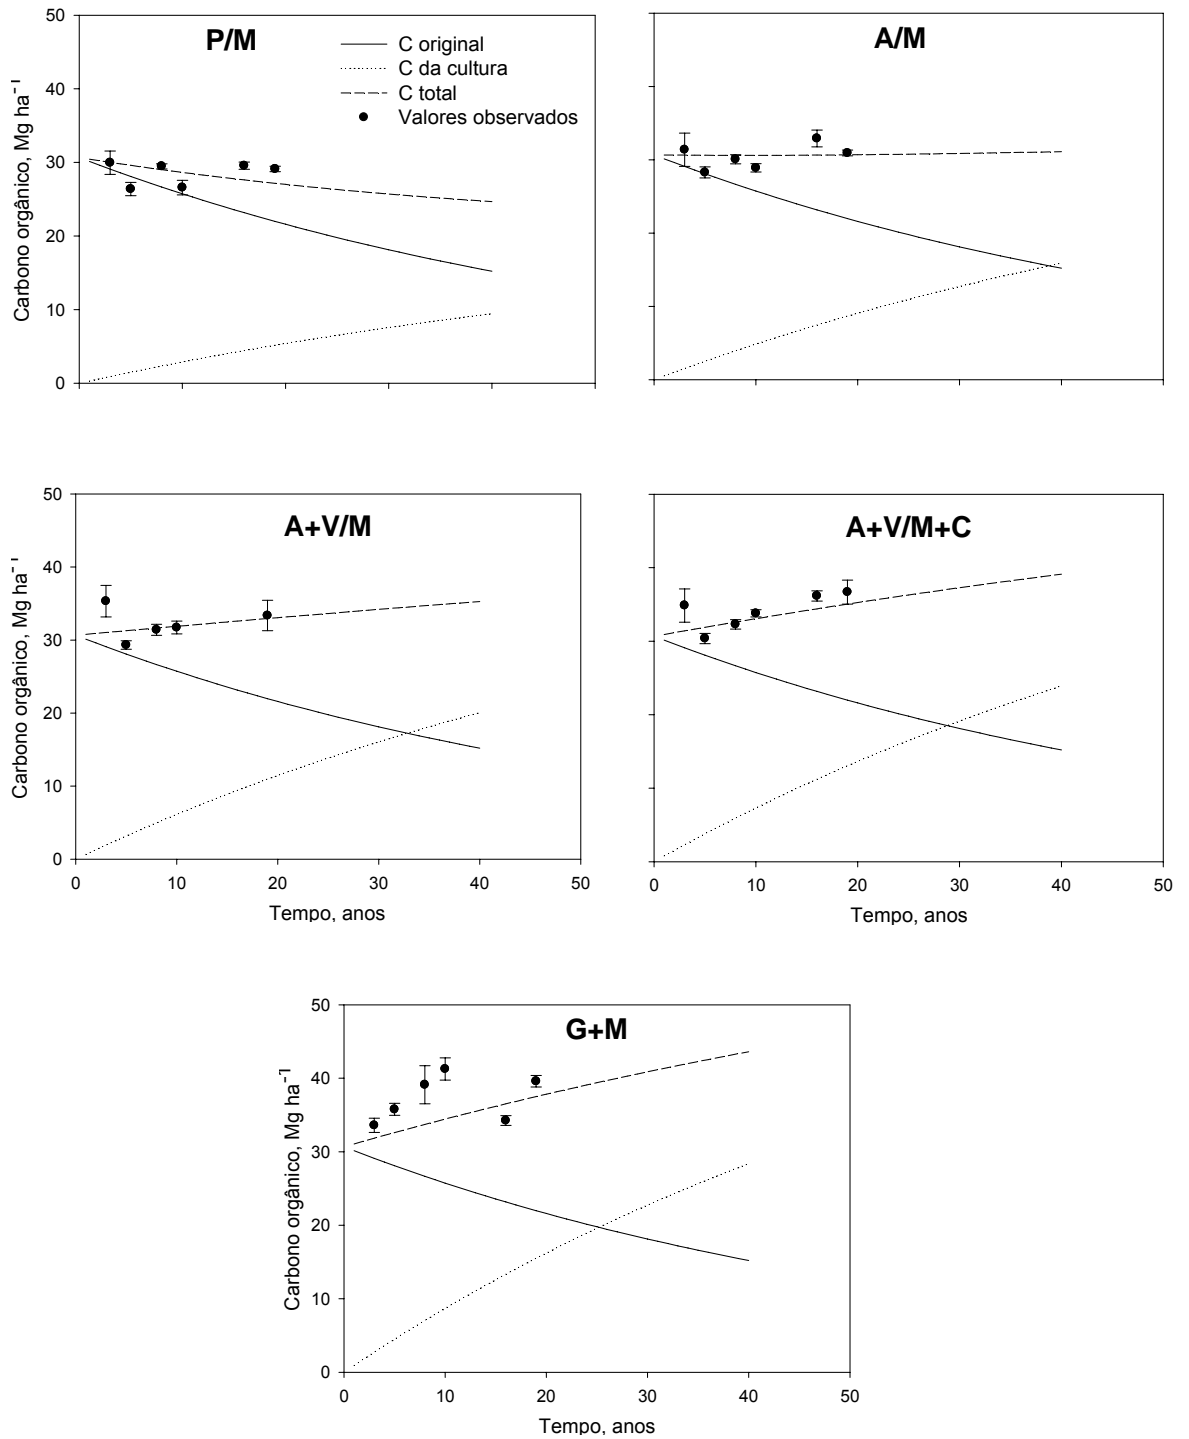 P/M
C original
C da cultura
C total
Valores observados
Carbono orgânico, Mg ha⁻¹
50
40
30
20
10
0
A/M
A+V/M
Carbono orgânico, Mg ha⁻¹
50
40
30
20
10
0
0 10 20 30 40 50
Tempo, anos
A+V/M+C
0 10 20 30 40 50
Tempo, anos
G+M
Carbono orgânico, Mg ha⁻¹
50
40
30
20
10
0
0 10 20 30 40 50
Tempo, anos